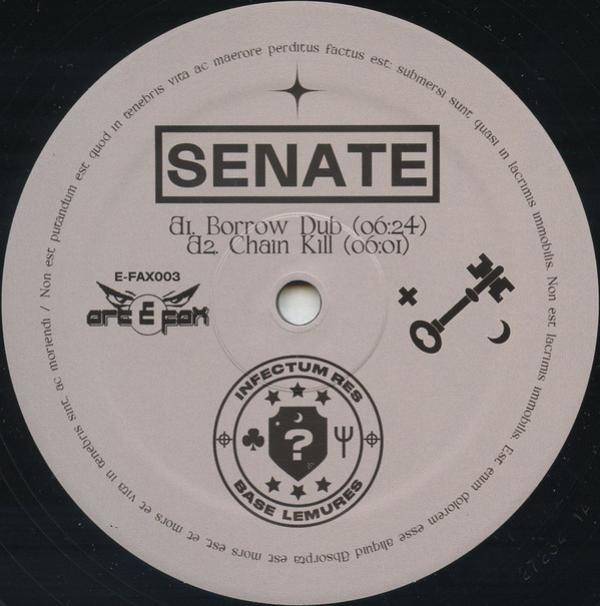 Non est putandum est quod in tenebris vita ac maerore perditus factus est: submersi sunt quasi in lacrimis immobilis. Non est lacrimis immobilis. Est enim dolorem esse aliquid absorpta est mors est, et mors et vita in tenebris sint, ac moriendi /
SENATE
A1. Borrow Dub (06:24)
A2. Chain Kill (06:01)
E-FAX003
art E fax
INFECTUM RES
?
BASE LEMURES